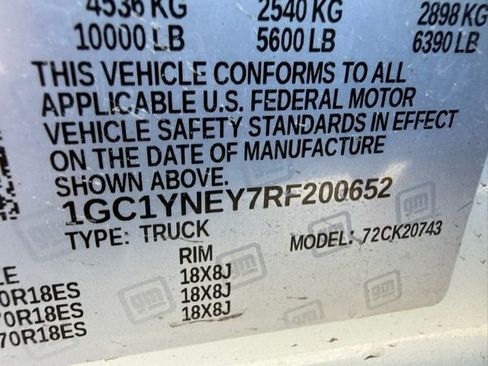 4536 KG 2540 KG 2898 KG
10000 LB 5600 LB 6390 LB
THIS VEHICLE CONFORMS TO ALL
APPLICABLE U.S. FEDERAL MOTOR
VEHICLE SAFETY STANDARDS IN EFFECT
ON THE DATE OF MANUFACTURE
SHOWN ABOVE.
1GC1YNEY7RF200652
TYPE: TRUCK MODEL: 72CK20743
RIM
18X8J
0R18ES 18X8J
70R18ES 18X8J
70R18ES
gm